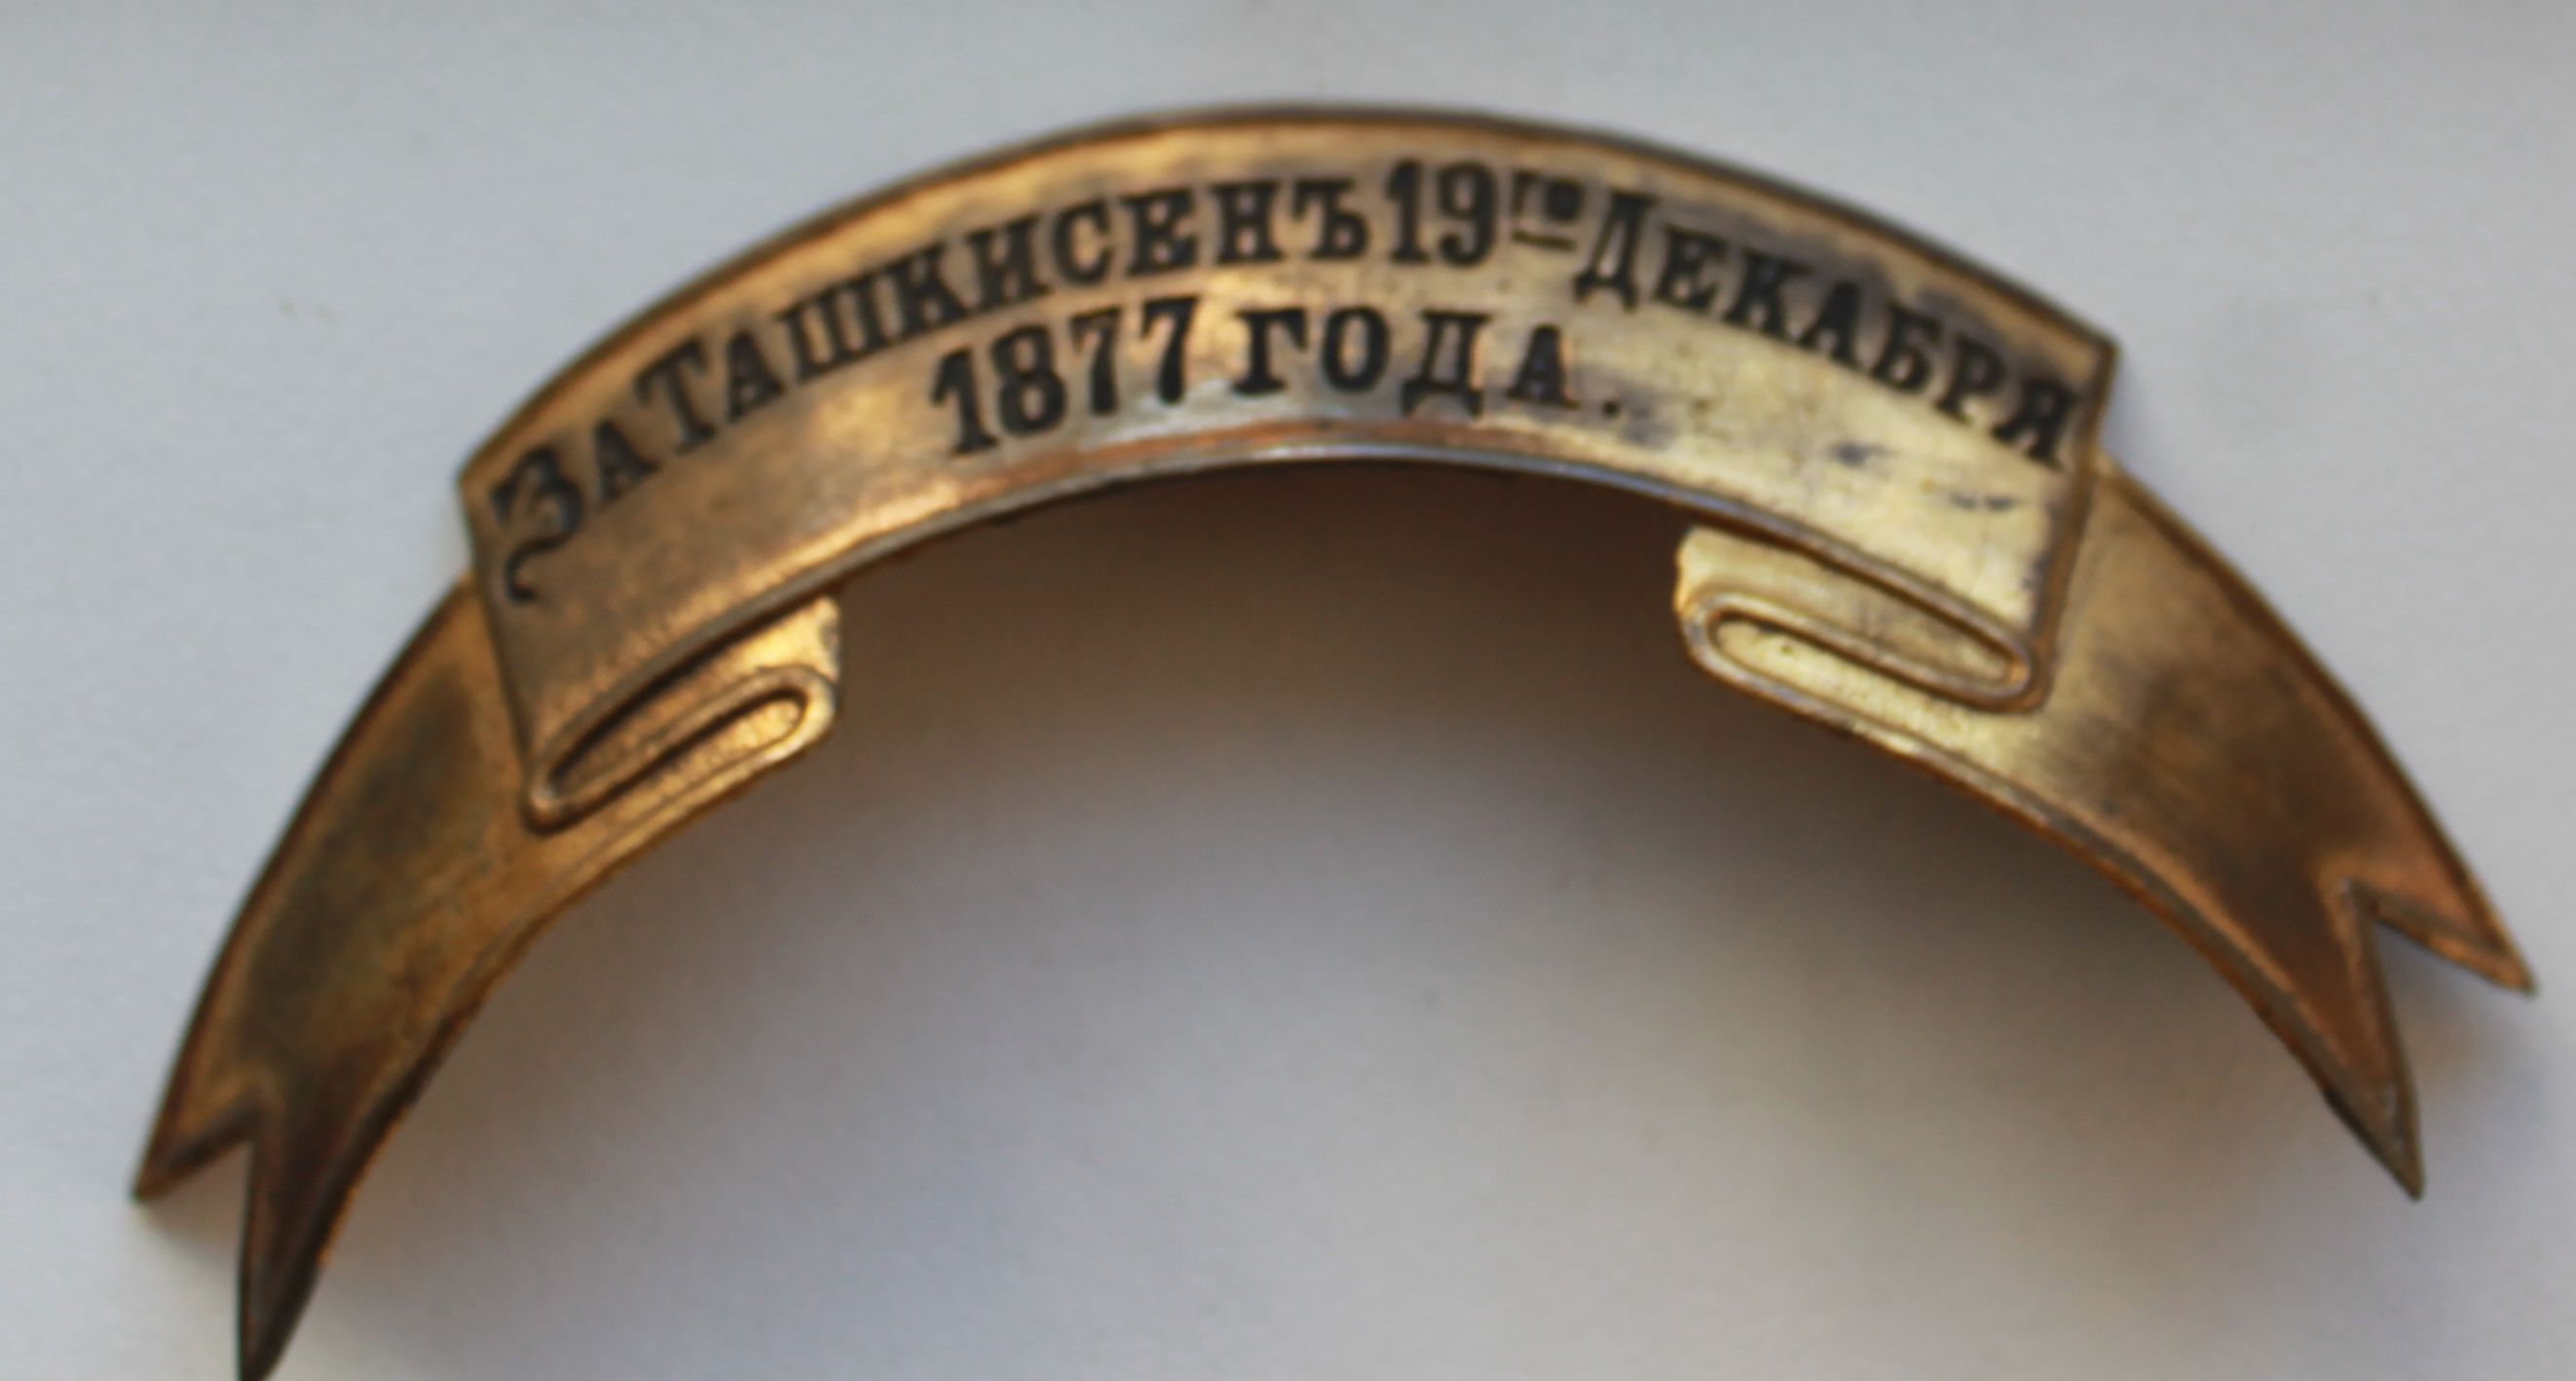 За Ташкисенъ 19го Декабря
1877 года.